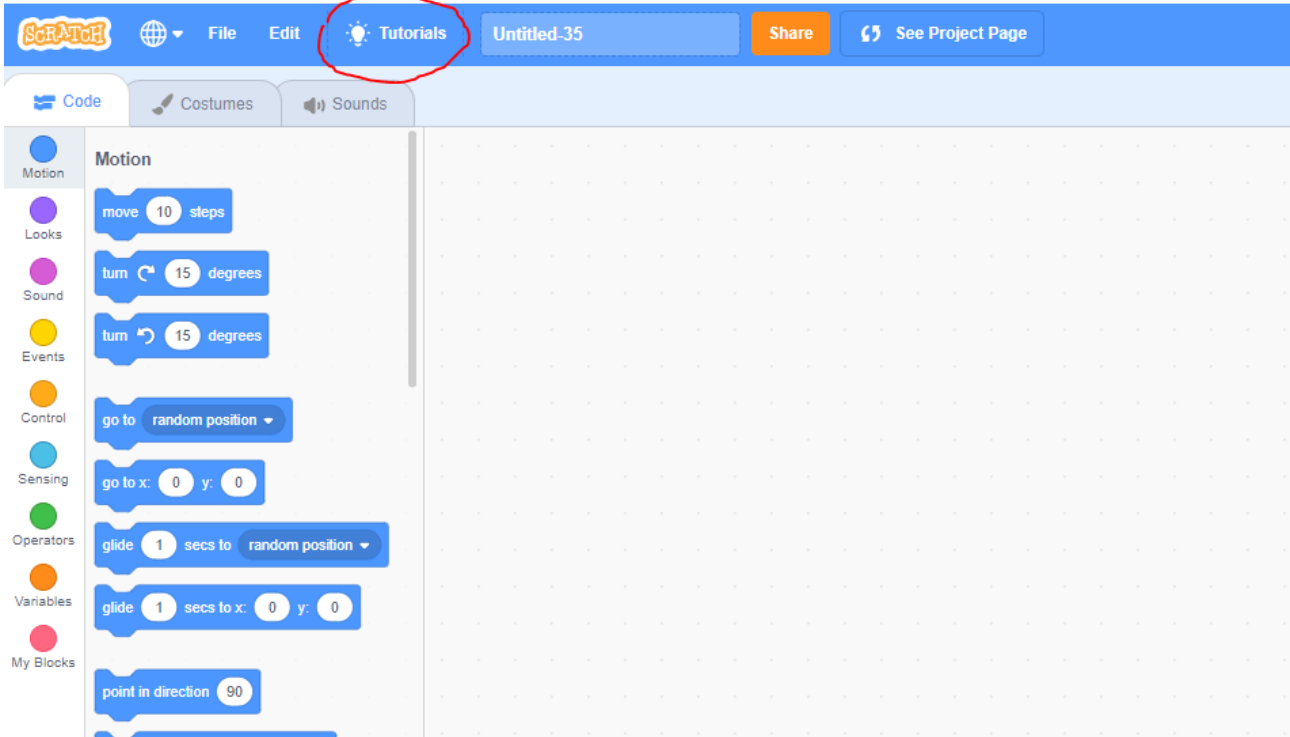 SCRATCH File Edit Tutorials Untitled-35 Share See Project Page
Code Costumes Sounds
Motion
Looks
Sound
Events
Control
Sensing
Operators
Variables
My Blocks
Motion
move 10 steps
turn 15 degrees
turn 15 degrees
go to random position
go to x: 0 y: 0
glide 1 secs to random position
glide 1 secs to x: 0 y: 0
point in direction 90